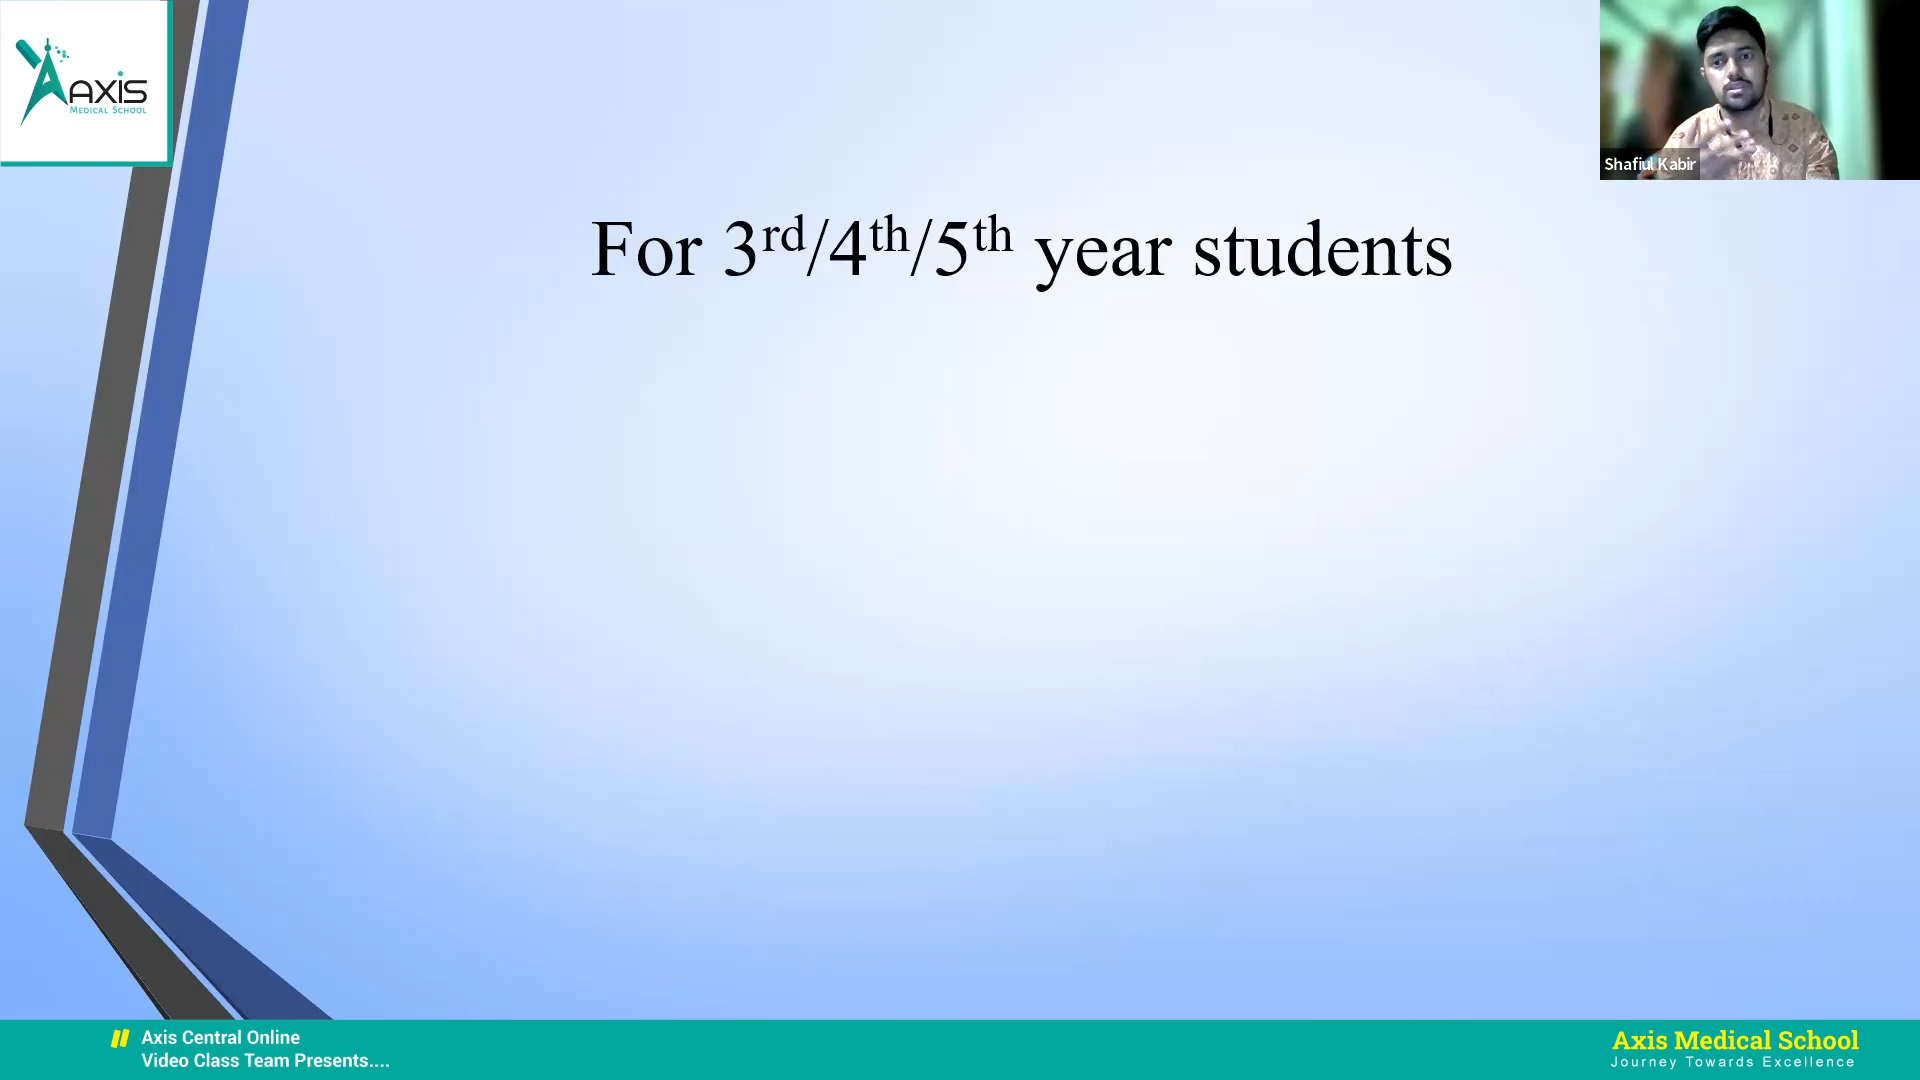 AXIS
MEDICAL SCHOOL
Shafiul Kabir
For 3rd/4th/5th year students
Axis Central Online
Video Class Team Presents....
Axis Medical School
Journey Towards Excellence